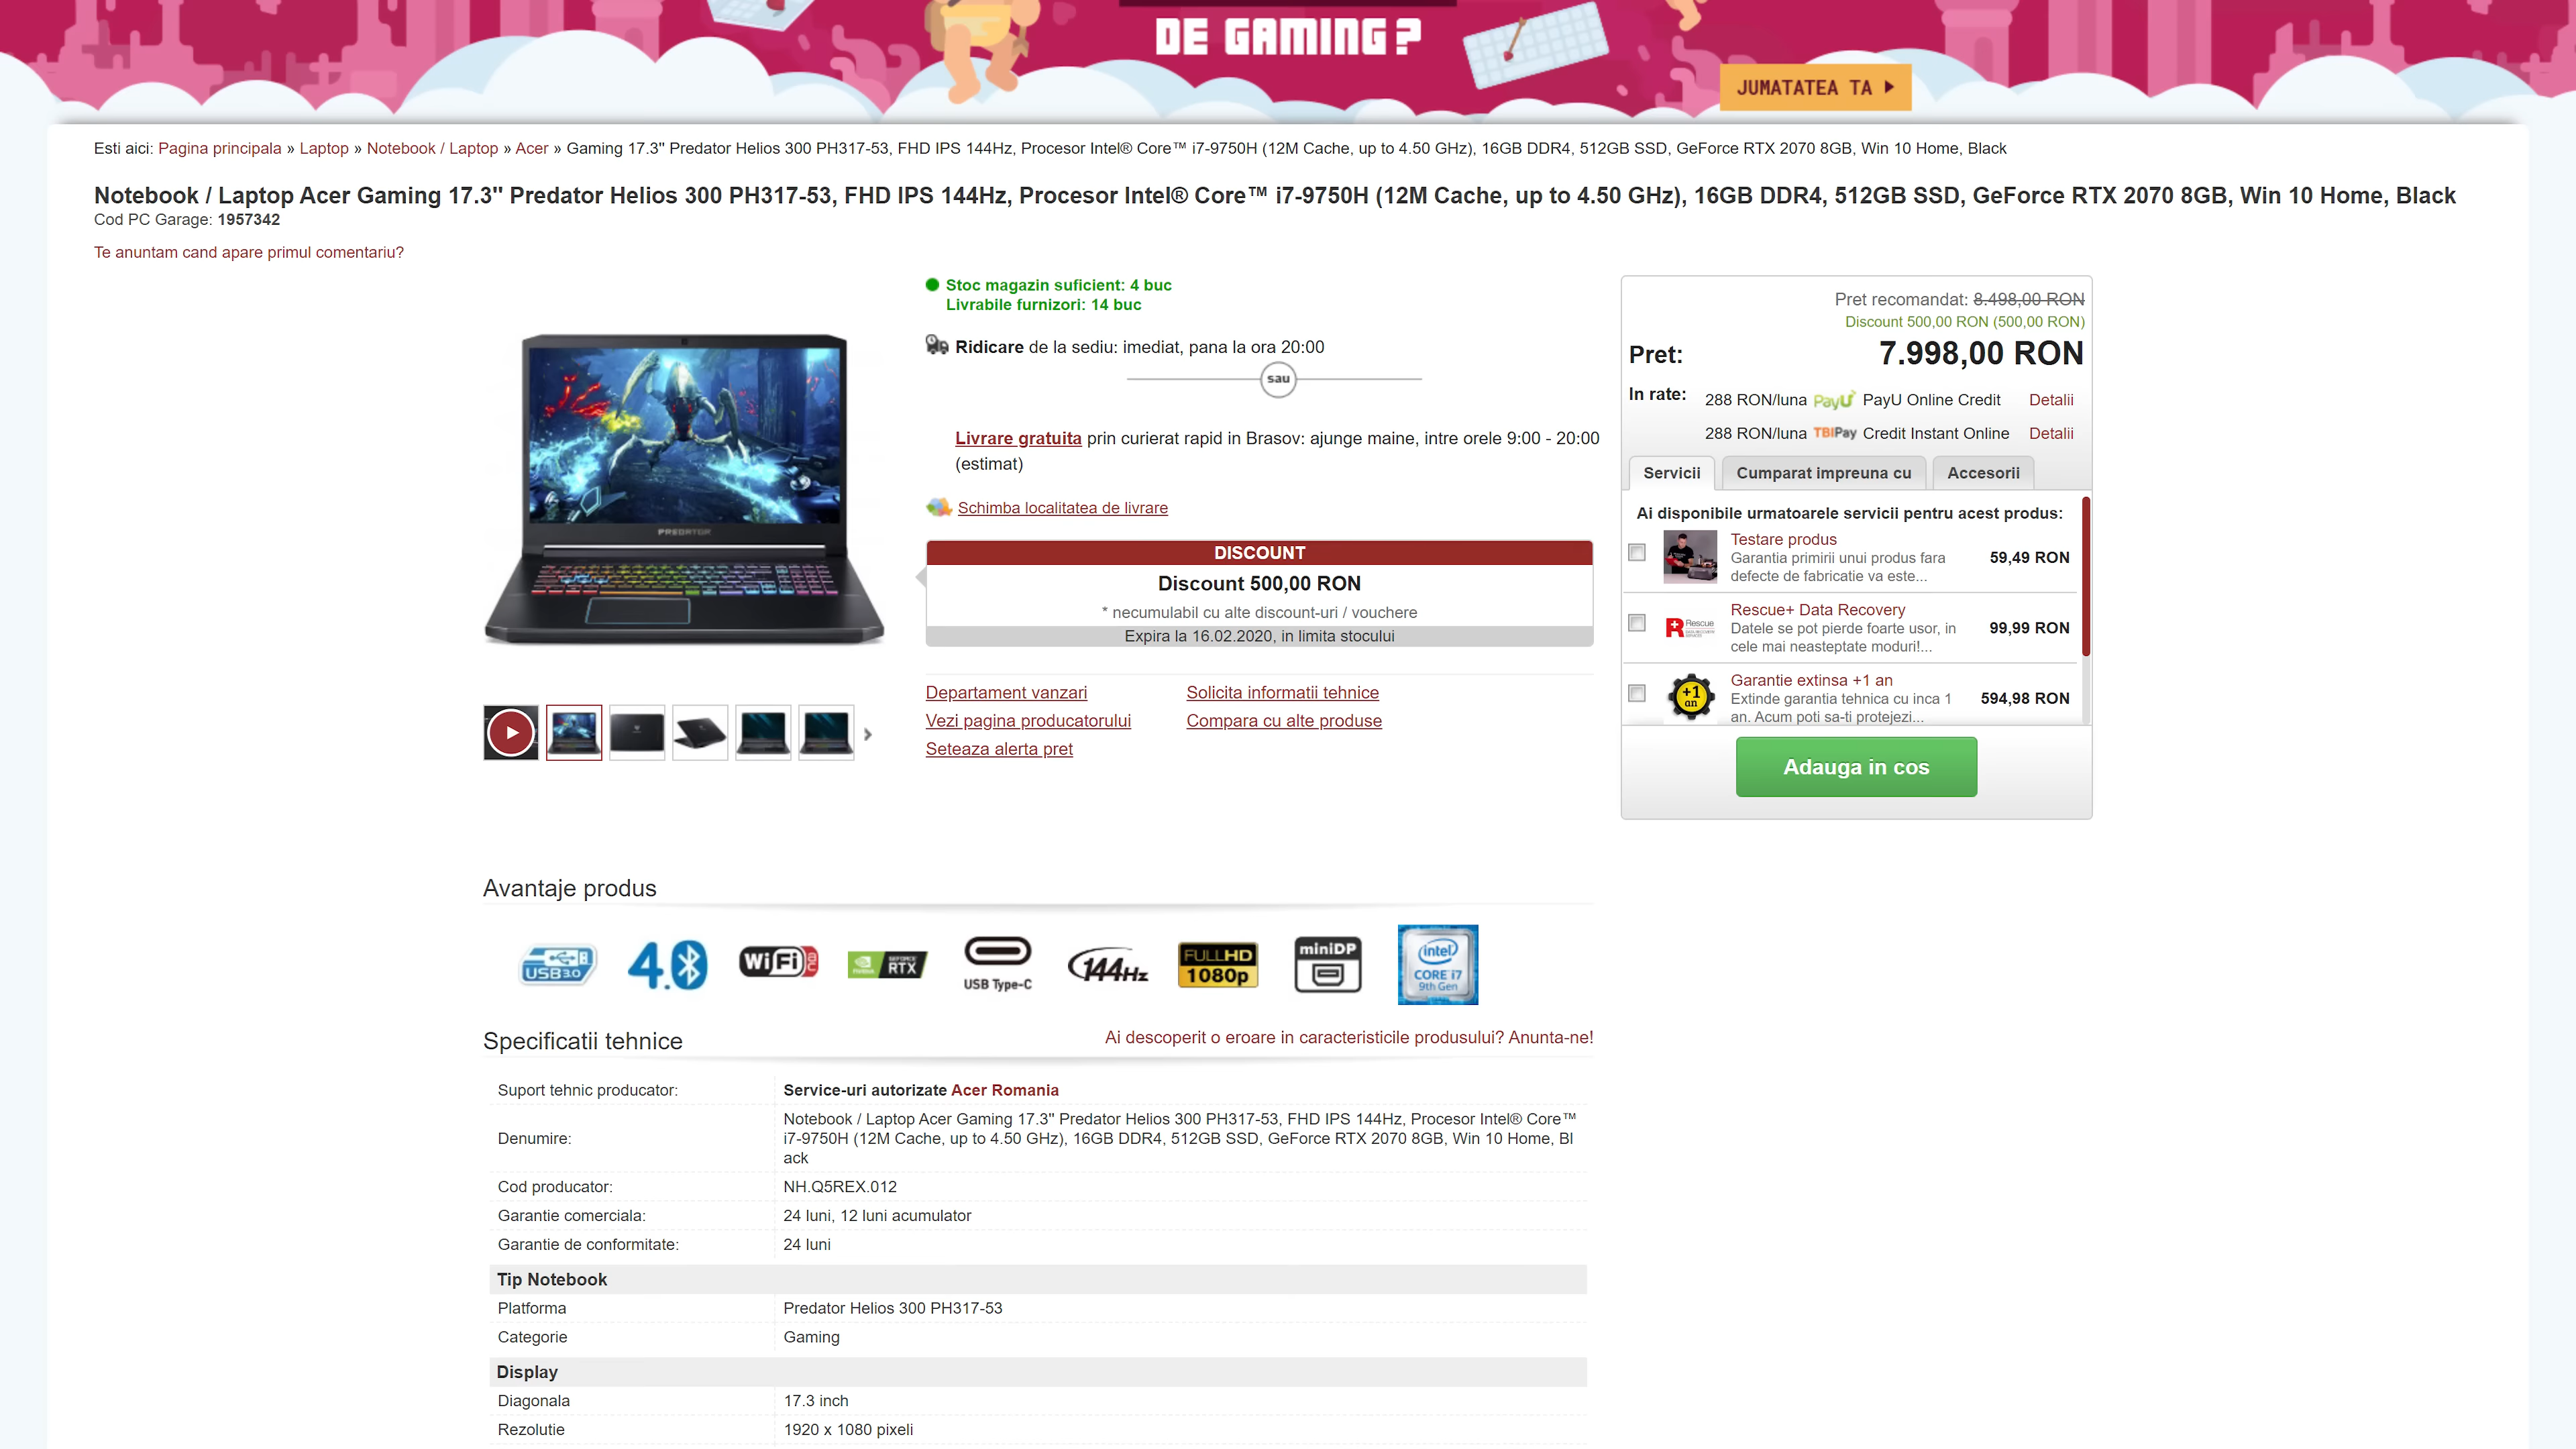 DE GAMING?
JUMATATEA TA
Esti aici: Pagina principala » Laptop » Notebook / Laptop » Acer » Gaming 17.3" Predator Helios 300 PH317-53, FHD IPS 144Hz, Procesor Intel® Core™ i7-9750H (12M Cache, up to 4.50 GHz), 16GB DDR4, 512GB SSD, GeForce RTX 2070 8GB, Win 10 Home, Black
Notebook / Laptop Acer Gaming 17.3'' Predator Helios 300 PH317-53, FHD IPS 144Hz, Procesor Intel® Core™ i7-9750H (12M Cache, up to 4.50 GHz), 16GB DDR4, 512GB SSD, GeForce RTX 2070 8GB, Win 10 Home, Black
Cod PC Garage: 1957342
Te anuntam cand apare primul comentariu?
PREDATOR
Stoc magazin suficient: 4 buc
Livrabile furnizori: 14 buc
Ridicare de la sediu: imediat, pana la ora 20:00
sau
Livrare gratuita prin curierat rapid in Brasov: ajunge maine, intre orele 9:00 - 20:00
(estimat)
Schimba localitatea de livrare
DISCOUNT
Discount 500,00 RON
* necumulabil cu alte discount-uri / vouchere
Expira la 16.02.2020, in limita stocului
Departament vanzari
Solicita informatii tehnice
Vezi pagina producatorului
Compara cu alte produse
Seteaza alerta pret
Pret recomandat: 8.498,00 RON
Discount 500,00 RON (500,00 RON)
Pret: 7.998,00 RON
In rate: 288 RON/luna PayU PayU Online Credit Detalii
288 RON/luna TBIPay Credit Instant Online Detalii
Servicii Cumparat impreuna cu Accesorii
Ai disponibile urmatoarele servicii pentru acest produs:
Testare produs
Garantia primirii unui produs fara
defecte de fabricatie va este...
59,49 RON
Rescue
Rescue+ Data Recovery
Datele se pot pierde foarte usor, in
cele mai neasteptate moduri!...
99,99 RON
+1
an
Garantie extinsa +1 an
Extinde garantia tehnica cu inca 1
an. Acum poti sa-ti protejezi...
594,98 RON
Adauga in cos
Avantaje produs
USB3.0
4.0
WiFi ac
GEFORCE RTX
USB Type-C
144Hz
FULLHD 1080p
miniDP
intel CORE i7 9th Gen
Specificatii tehnice
Ai descoperit o eroare in caracteristicile produsului? Anunta-ne!
Suport tehnic producator: Service-uri autorizate Acer Romania
Denumire: Notebook / Laptop Acer Gaming 17.3'' Predator Helios 300 PH317-53, FHD IPS 144Hz, Procesor Intel® Core™
i7-9750H (12M Cache, up to 4.50 GHz), 16GB DDR4, 512GB SSD, GeForce RTX 2070 8GB, Win 10 Home, Bl
ack
Cod producator: NH.Q5REX.012
Garantie comerciala: 24 luni, 12 luni acumulator
Garantie de conformitate: 24 luni
Tip Notebook
Platforma Predator Helios 300 PH317-53
Categorie Gaming
Display
Diagonala 17.3 inch
Rezolutie 1920 x 1080 pixeli